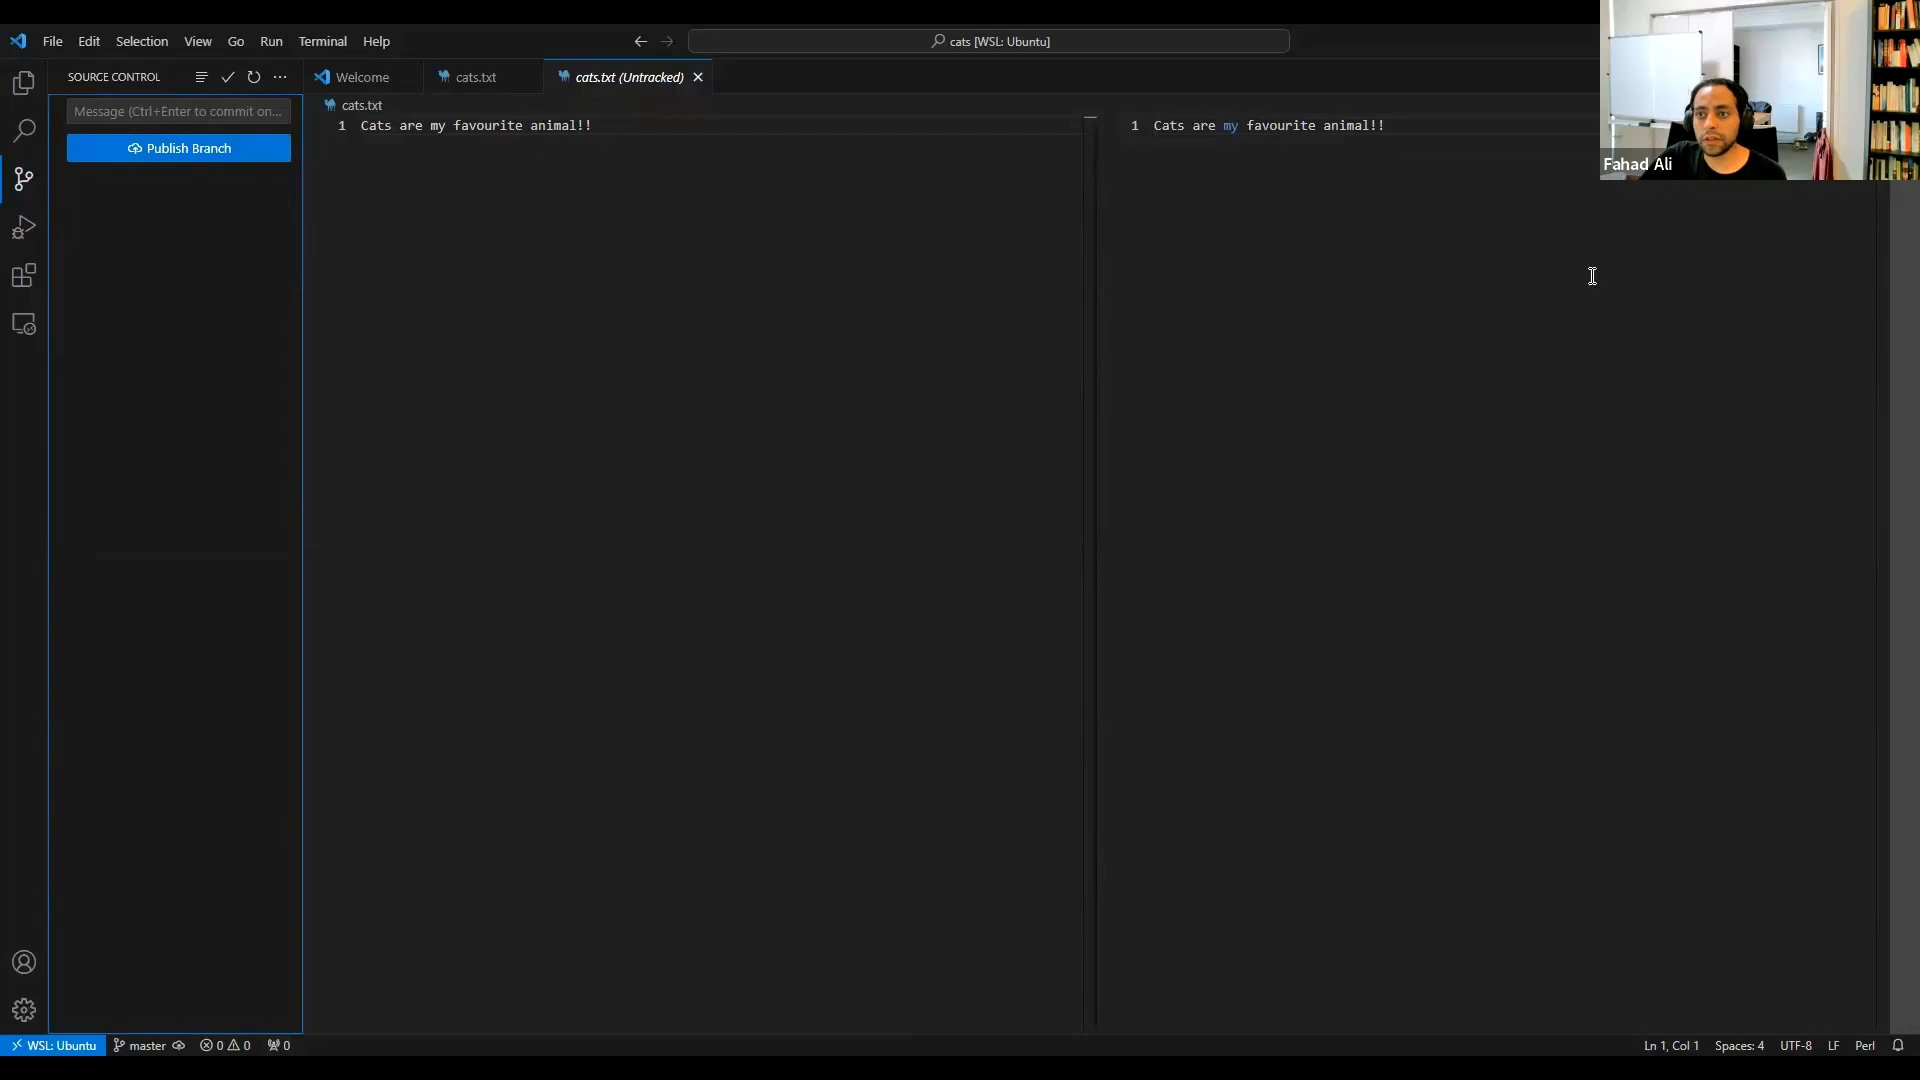 File Edit Selection View Go Run Terminal Help
cats [WSL: Ubuntu]
SOURCE CONTROL
Welcome
cats.txt
cats.txt (Untracked)
Message (Ctrl+Enter to commit on...
Publish Branch
cats.txt
1 Cats are my favourite animal!!
1 Cats are my favourite animal!!
Fahad Ali
WSL: Ubuntu
master
0 0
0
Ln 1, Col 1
Spaces: 4
UTF-8
LF
Perl